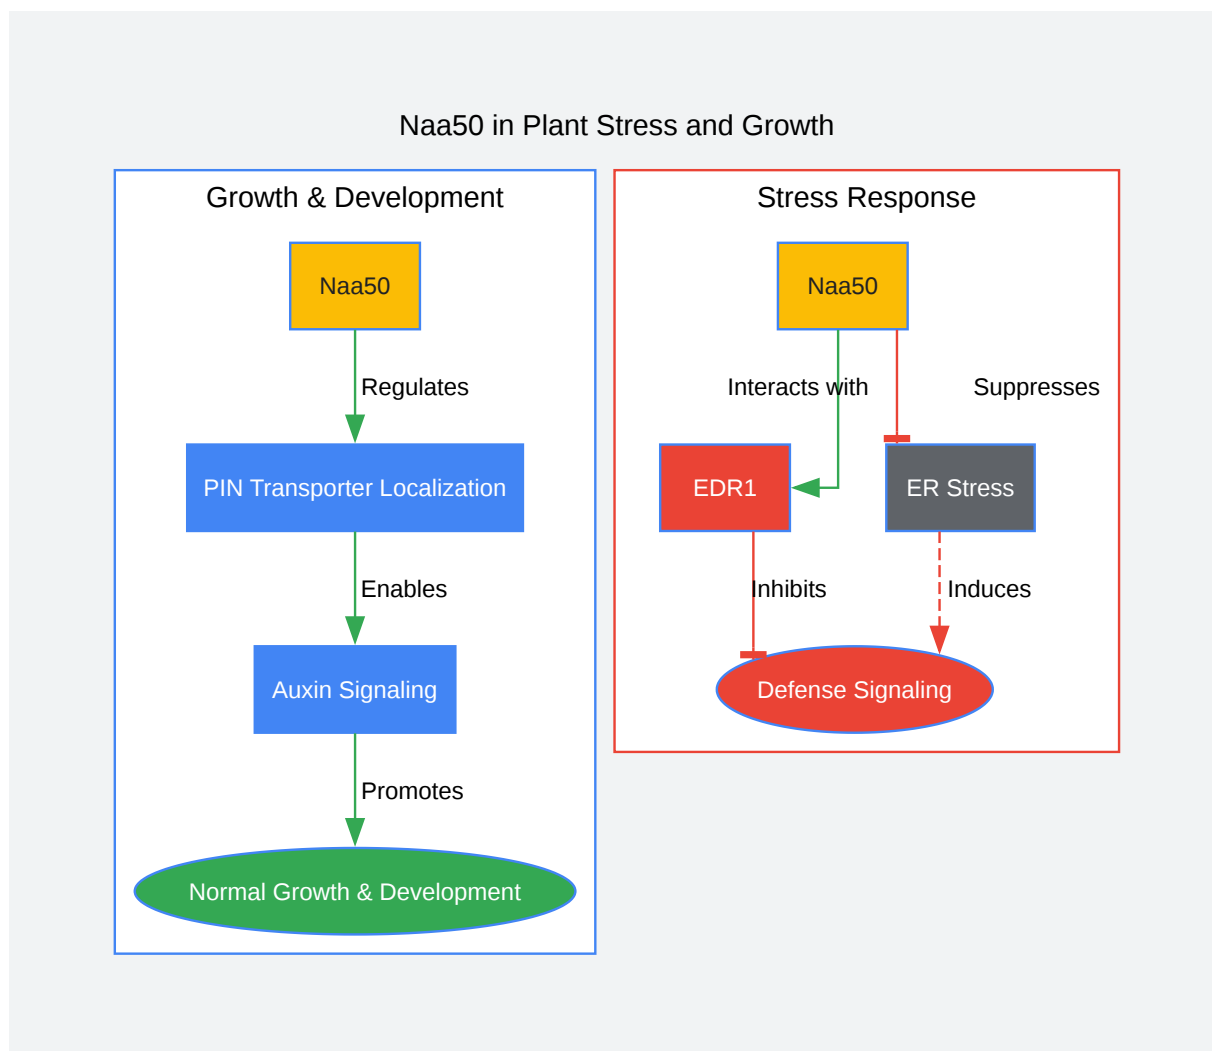 Naa50 in Plant Stress and Growth
Growth & Development
Naa50
Regulates
PIN Transporter Localization
Enables
Auxin Signaling
Promotes
Normal Growth & Development
Stress Response
Naa50
Interacts with
Suppresses
EDR1
ER Stress
Inhibits
Induces
Defense Signaling